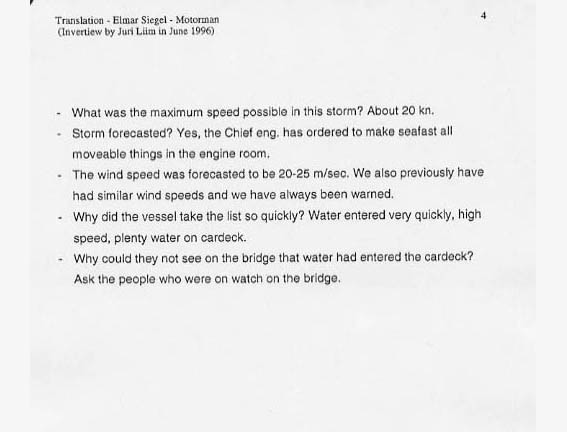 Translation - Elmar Siegel - Motorman
4
(Invertiew by Juri Liim in June 1996)
- What was the maximum speed possible in this storm? About 20 kn.
- Storm forecasted? Yes, the Chief eng. has ordered to make seafast all
moveable things in the engine room.
- The wind speed was forecasted to be 20-25 m/sec. We also previously have
had similar wind speeds and we have always been warned.
- Why did the vessel take the list so quickly? Water entered very quickly, high
speed, plenty water on cardeck.
- Why could they not see on the bridge that water had entered the cardeck?
Ask the people who were on watch on the bridge.